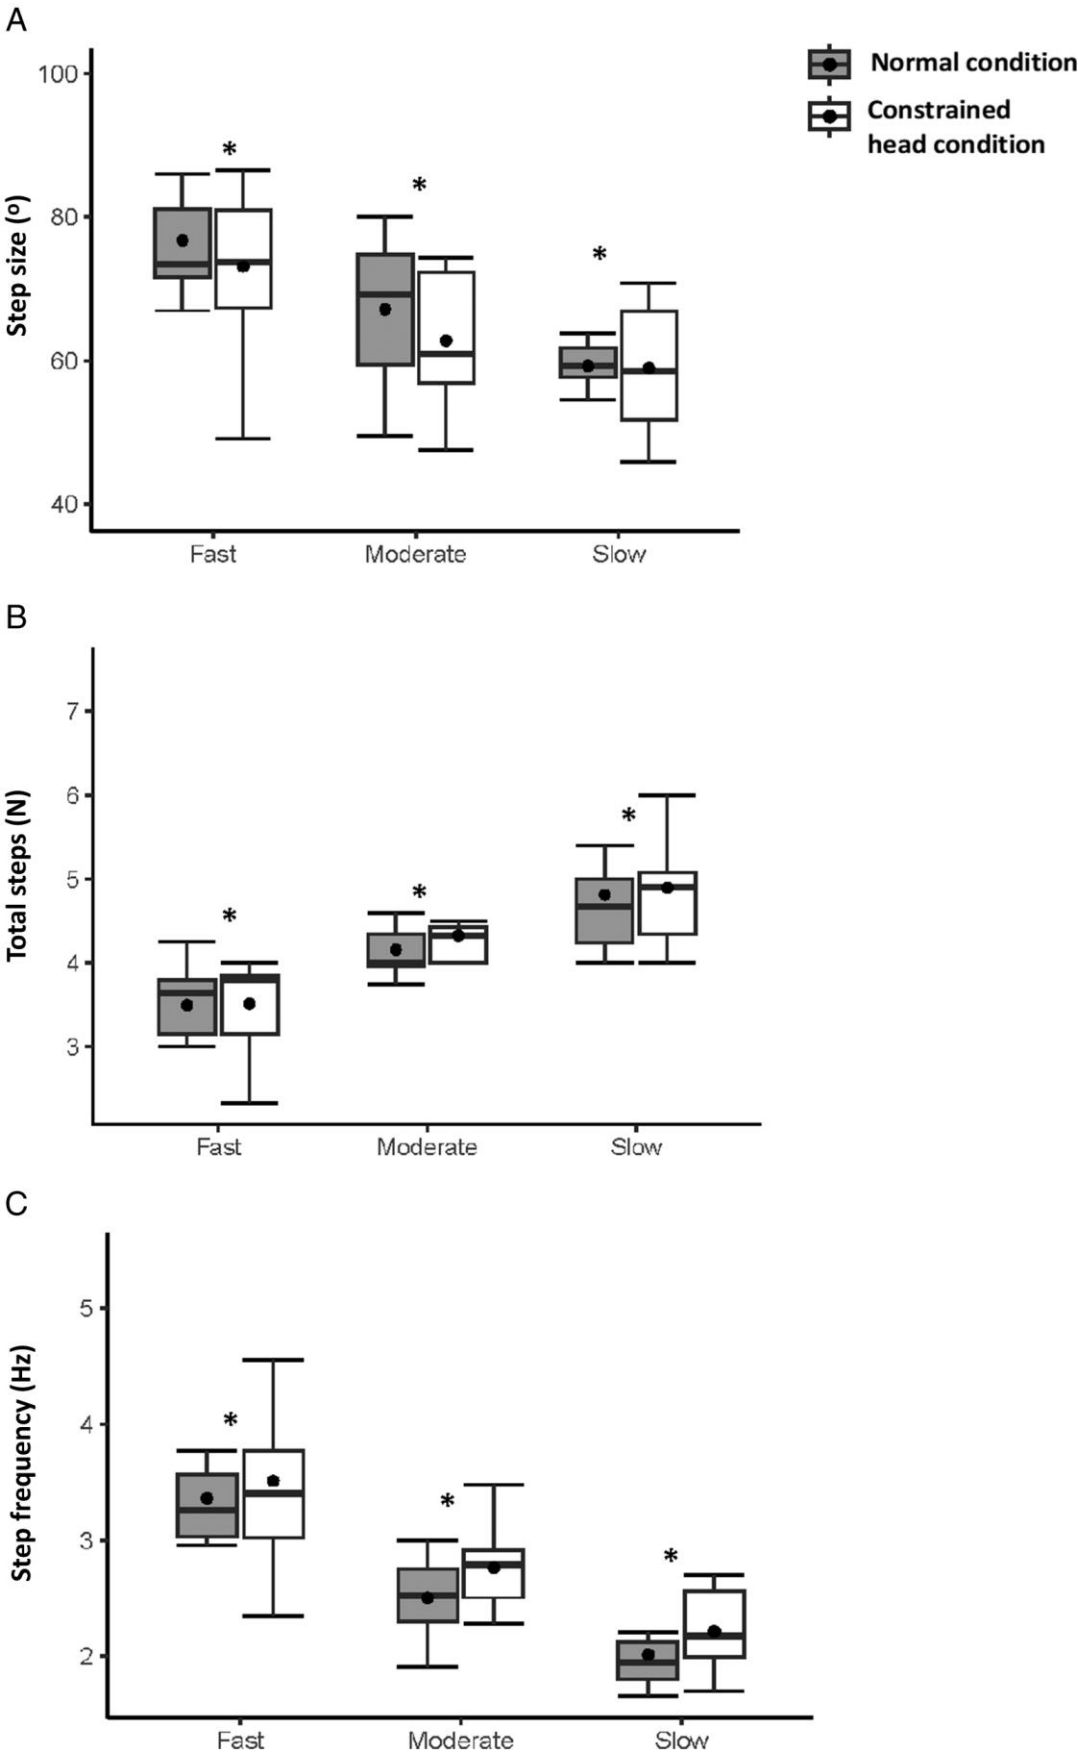 A
Normal condition
Constrained
head condition
Step size (º)
100
80
60
40
*
*
*
Fast Moderate Slow
B
Total steps (N)
7
6
5
4
3
*
*
*
Fast Moderate Slow
C
Step frequency (Hz)
5
4
3
2
*
*
*
Fast Moderate Slow